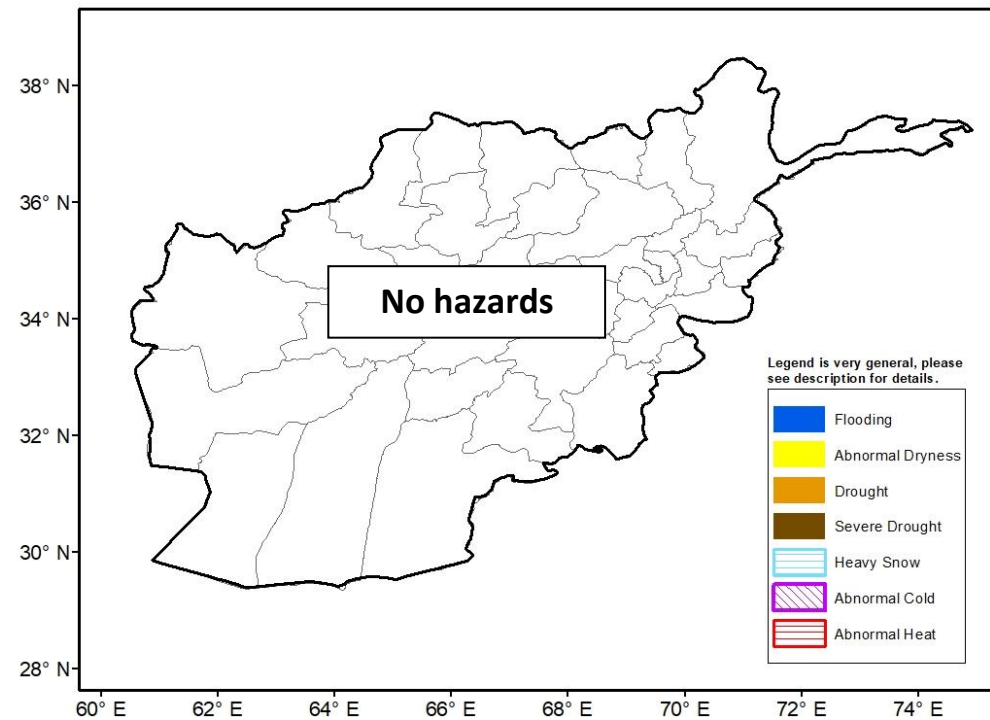 38° N
36° N
34° N
32° N
30° N
28° N
No hazards
Legend is very general, please
see description for details.
Flooding
Abnormal Dryness
Drought
Severe Drought
Heavy Snow
Abnormal Cold
Abnormal Heat
60° E 62° E 64° E 66° E 68° E 70° E 72° E 74° E